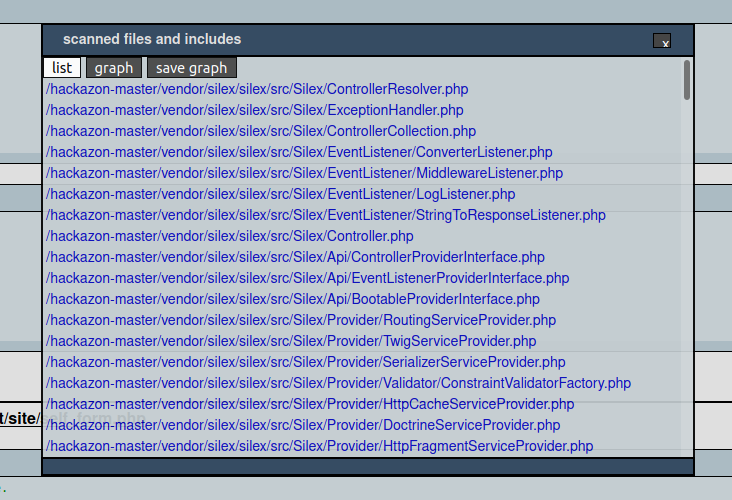 scanned files and includes
x
list graph save graph
/hackazon-master/vendor/silex/silex/src/Silex/ControllerResolver.php
/hackazon-master/vendor/silex/silex/src/Silex/ExceptionHandler.php
/hackazon-master/vendor/silex/silex/src/Silex/ControllerCollection.php
/hackazon-master/vendor/silex/silex/src/Silex/EventListener/ConverterListener.php
/hackazon-master/vendor/silex/silex/src/Silex/EventListener/MiddlewareListener.php
/hackazon-master/vendor/silex/silex/src/Silex/EventListener/LogListener.php
/hackazon-master/vendor/silex/silex/src/Silex/EventListener/StringToResponseListener.php
/hackazon-master/vendor/silex/silex/src/Silex/Controller.php
/hackazon-master/vendor/silex/silex/src/Silex/Api/ControllerProviderInterface.php
/hackazon-master/vendor/silex/silex/src/Silex/Api/EventListenerProviderInterface.php
/hackazon-master/vendor/silex/silex/src/Silex/Api/BootableProviderInterface.php
/hackazon-master/vendor/silex/silex/src/Silex/Provider/RoutingServiceProvider.php
/hackazon-master/vendor/silex/silex/src/Silex/Provider/TwigServiceProvider.php
/hackazon-master/vendor/silex/silex/src/Silex/Provider/SerializerServiceProvider.php
/hackazon-master/vendor/silex/silex/src/Silex/Provider/Validator/ConstraintValidatorFactory.php
/hackazon-master/vendor/silex/silex/src/Silex/Provider/HttpCacheServiceProvider.php
t/site/
/hackazon-master/vendor/silex/silex/src/Silex/Provider/DoctrineServiceProvider.php
/hackazon-master/vendor/silex/silex/src/Silex/Provider/HttpFragmentServiceProvider.php